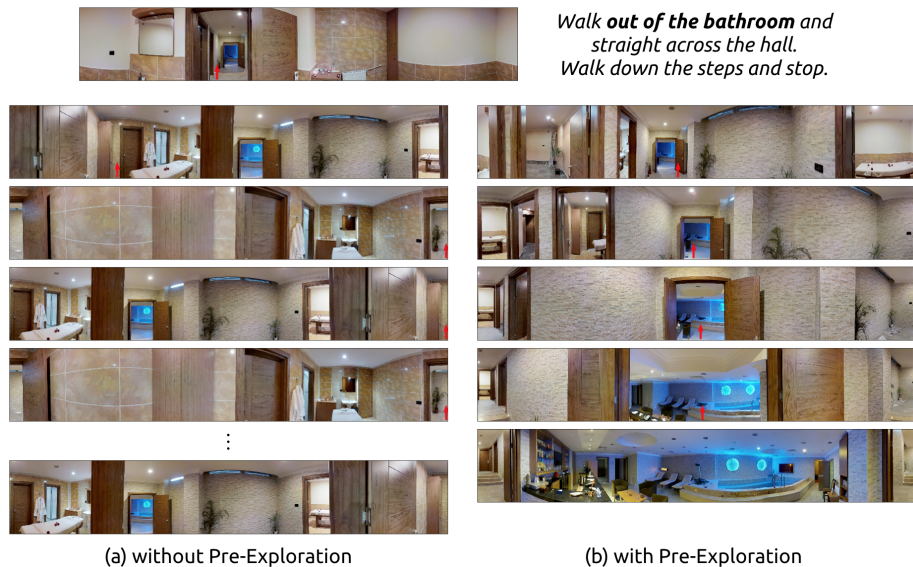 Walk out of the bathroom and
straight across the hall.
Walk down the steps and stop.
⋮
(a) without Pre-Exploration
(b) with Pre-Exploration